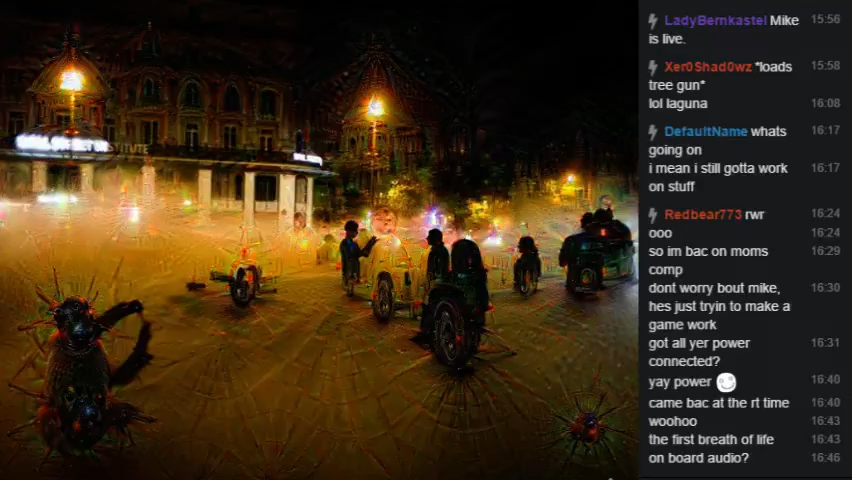 LadyBernkastel Mike 15:56
is live.
Xer0Shad0wz *loads 15:58
tree gun*
lol laguna 16:08
DefaultName whats 16:17
going on
i mean i still gotta work 16:17
on stuff
Redbear773 rwr 16:24
ooo 16:24
so im bac on moms 16:29
comp
dont worry bout mike, 16:30
hes just tryin to make a
game work
got all yer power 16:31
connected?
yay power 16:40
came bac at the rt time 16:40
woohoo 16:43
the first breath of life 16:43
on board audio? 16:46